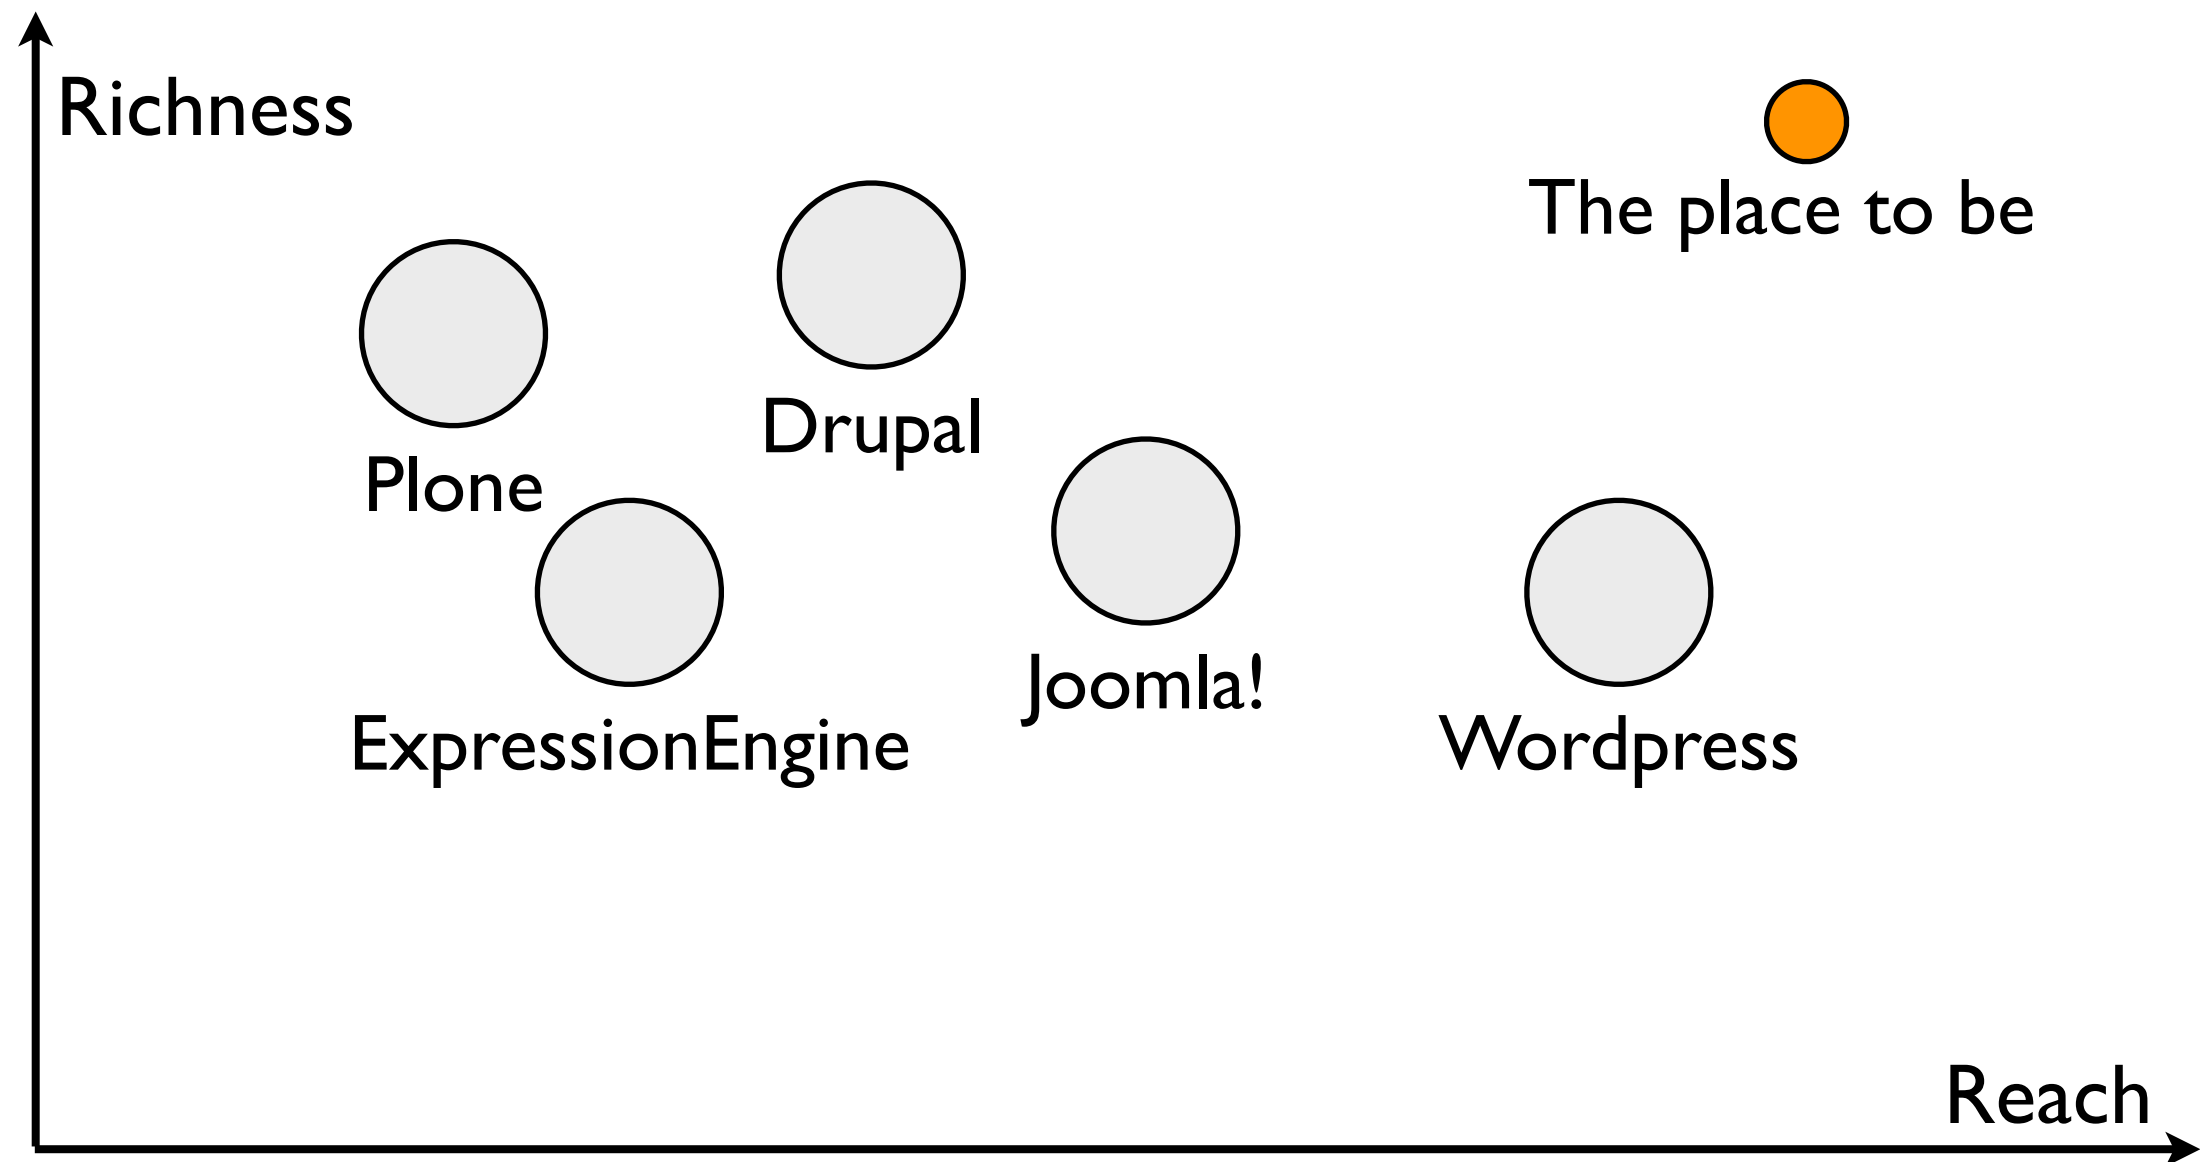 Richness
The place to be
Drupal
Plone
Joomla!
ExpressionEngine
Wordpress
Reach